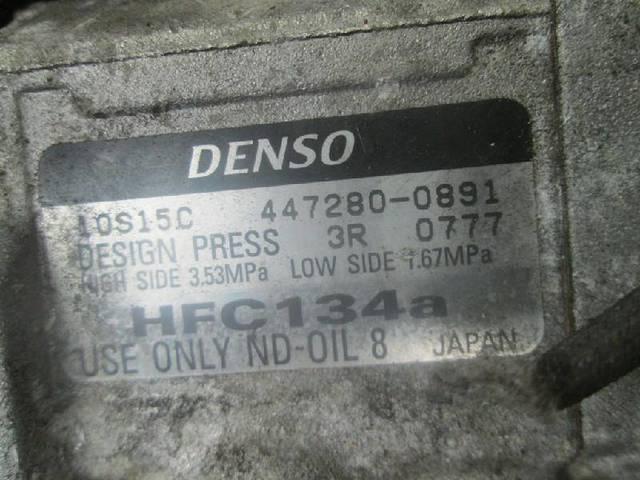 DENSO
10S15C 447280-0891
DESIGN PRESS 3R 0777
HIGH SIDE 3.53MPa LOW SIDE 1.67MPa
HFC134a
USE ONLY ND-OIL 8 JAPAN